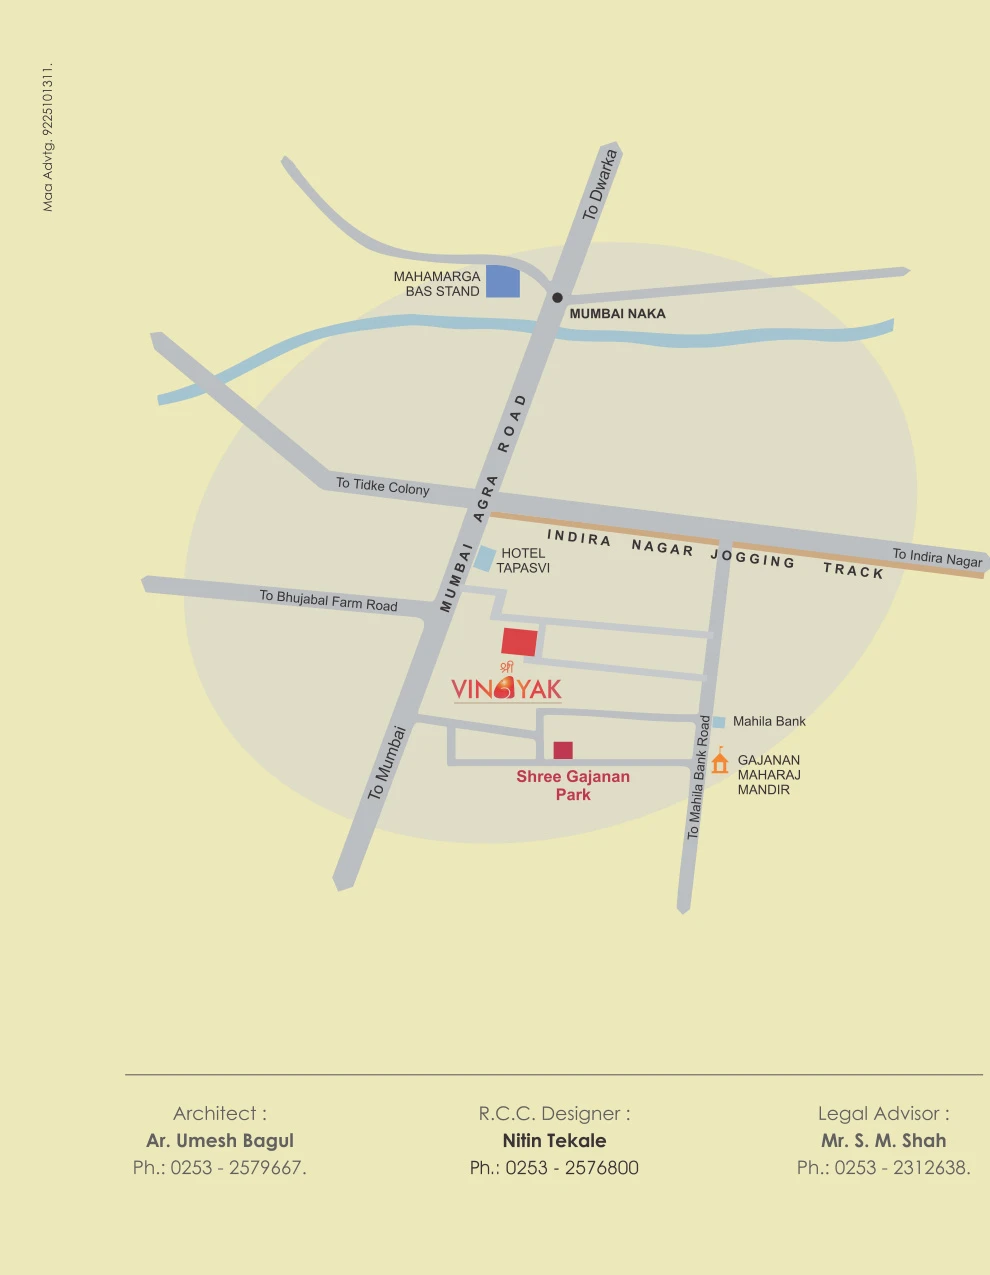 Maa Advtg. 9225101311.
To Dwarka
MAHAMARGA
BAS STAND
MUMBAI NAKA
MUMBAI AGRA ROAD
To Tidke Colony
INDIRA NAGAR JOGGING TRACK
To Indira Nagar
HOTEL
TAPASVI
To Bhujabal Farm Road
श्री
VINAYAK
Mahila Bank
To Mumbai
To Mahila Bank Road
GAJANAN
MAHARAJ
MANDIR
Shree Gajanan
Park
Architect :
Ar. Umesh Bagul
Ph.: 0253 - 2579667.
R.C.C. Designer :
Nitin Tekale
Ph.: 0253 - 2576800
Legal Advisor :
Mr. S. M. Shah
Ph.: 0253 - 2312638.